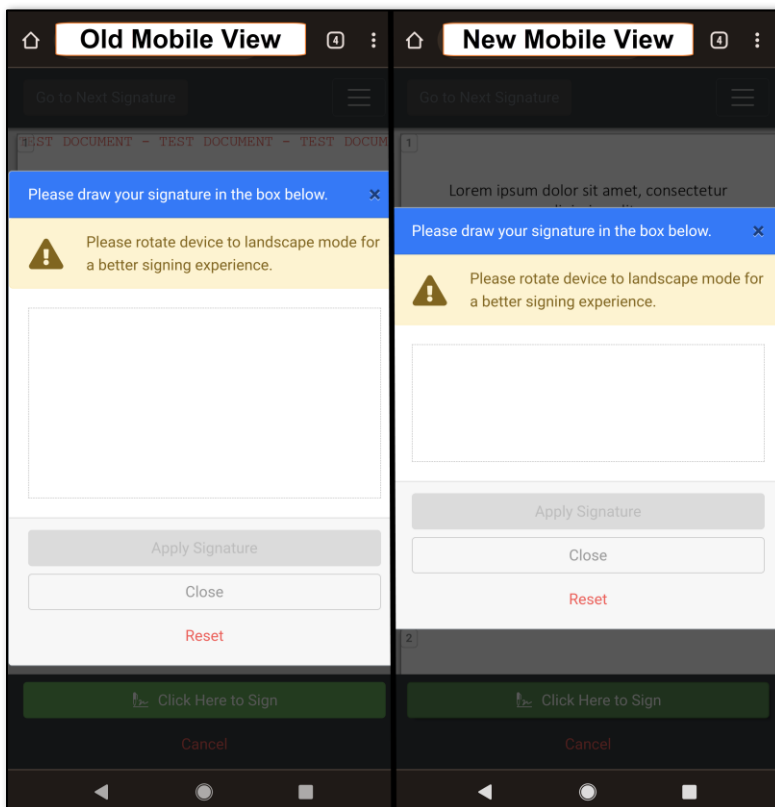 Old Mobile View
4
Go to Next Signature
TEST DOCUMENT - TEST DOCUMENT - TEST DOCUM
Please draw your signature in the box below. ×
Please rotate device to landscape mode for
a better signing experience.
Apply Signature
Close
Reset
Click Here to Sign
Cancel
New Mobile View
4
Go to Next Signature
1
Lorem ipsum dolor sit amet, consectetur
Please draw your signature in the box below. ×
Please rotate device to landscape mode for
a better signing experience.
Apply Signature
Close
Reset
2
Click Here to Sign
Cancel